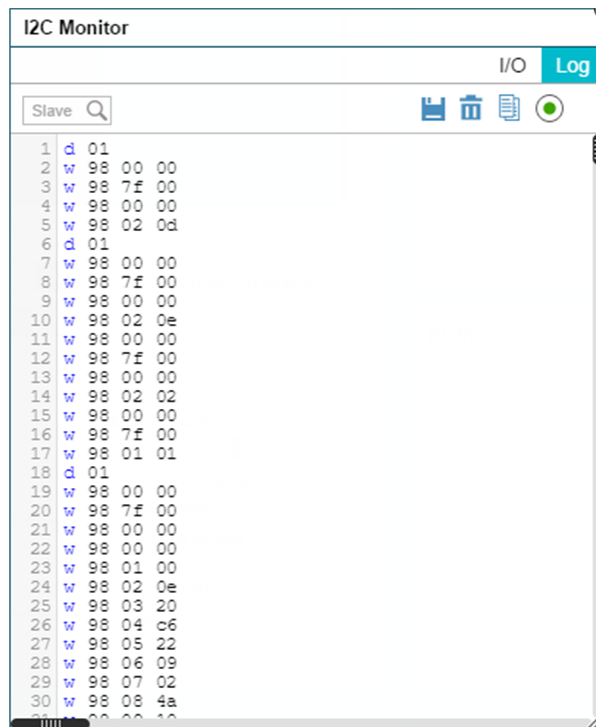 I2C Monitor
I/O Log
Slave
1 d 01
2 w 98 00 00
3 w 98 7f 00
4 w 98 00 00
5 w 98 02 0d
6 d 01
7 w 98 00 00
8 w 98 7f 00
9 w 98 00 00
10 w 98 02 0e
11 w 98 00 00
12 w 98 7f 00
13 w 98 00 00
14 w 98 02 02
15 w 98 00 00
16 w 98 7f 00
17 w 98 01 01
18 d 01
19 w 98 00 00
20 w 98 7f 00
21 w 98 00 00
22 w 98 00 00
23 w 98 01 00
24 w 98 02 0e
25 w 98 03 20
26 w 98 04 c6
27 w 98 05 22
28 w 98 06 09
29 w 98 07 02
30 w 98 08 4a